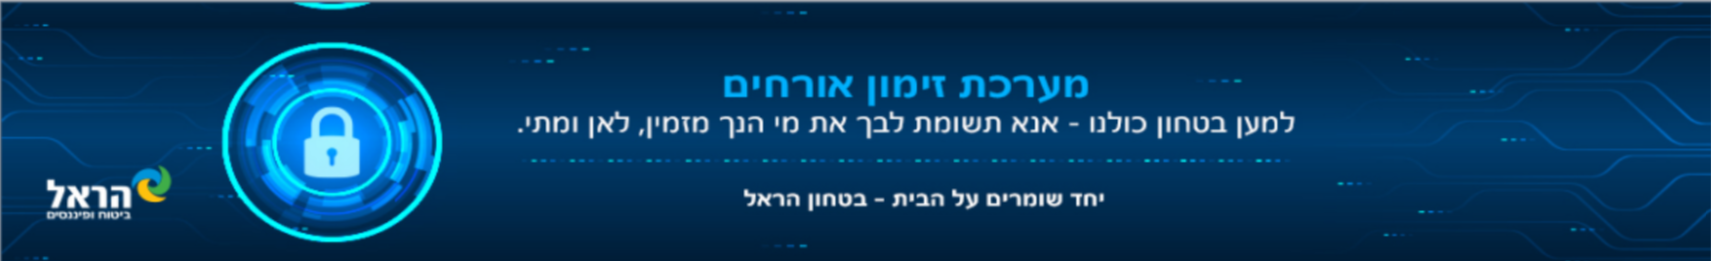 מערכת זימון אורחים
למען בטחון כולנו - אנא תשומת לבך את מי הנך מזמין, לאן ומתי.
יחד שומרים על הבית - בטחון הראל
הראל
ביטוח ופיננסים